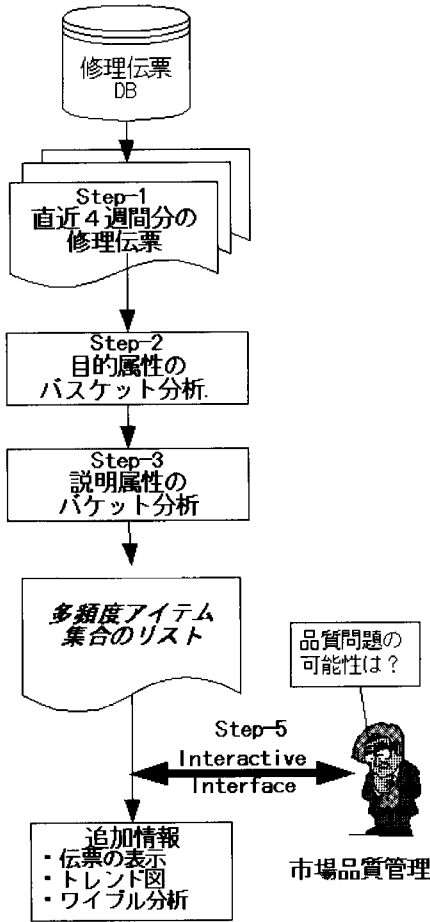 修理伝票
DB
Step-1
直近４週間分の
修理伝票
Step-2
目的属性の
バスケット分析.
Step-3
説明属性の
バケット分析
多頻度アイテム
集合のリスト
品質問題の
可能性は？
Step-5
Interactive
Interface
追加情報
・伝票の表示
・トレンド図
・ワイブル分析
市場品質管理